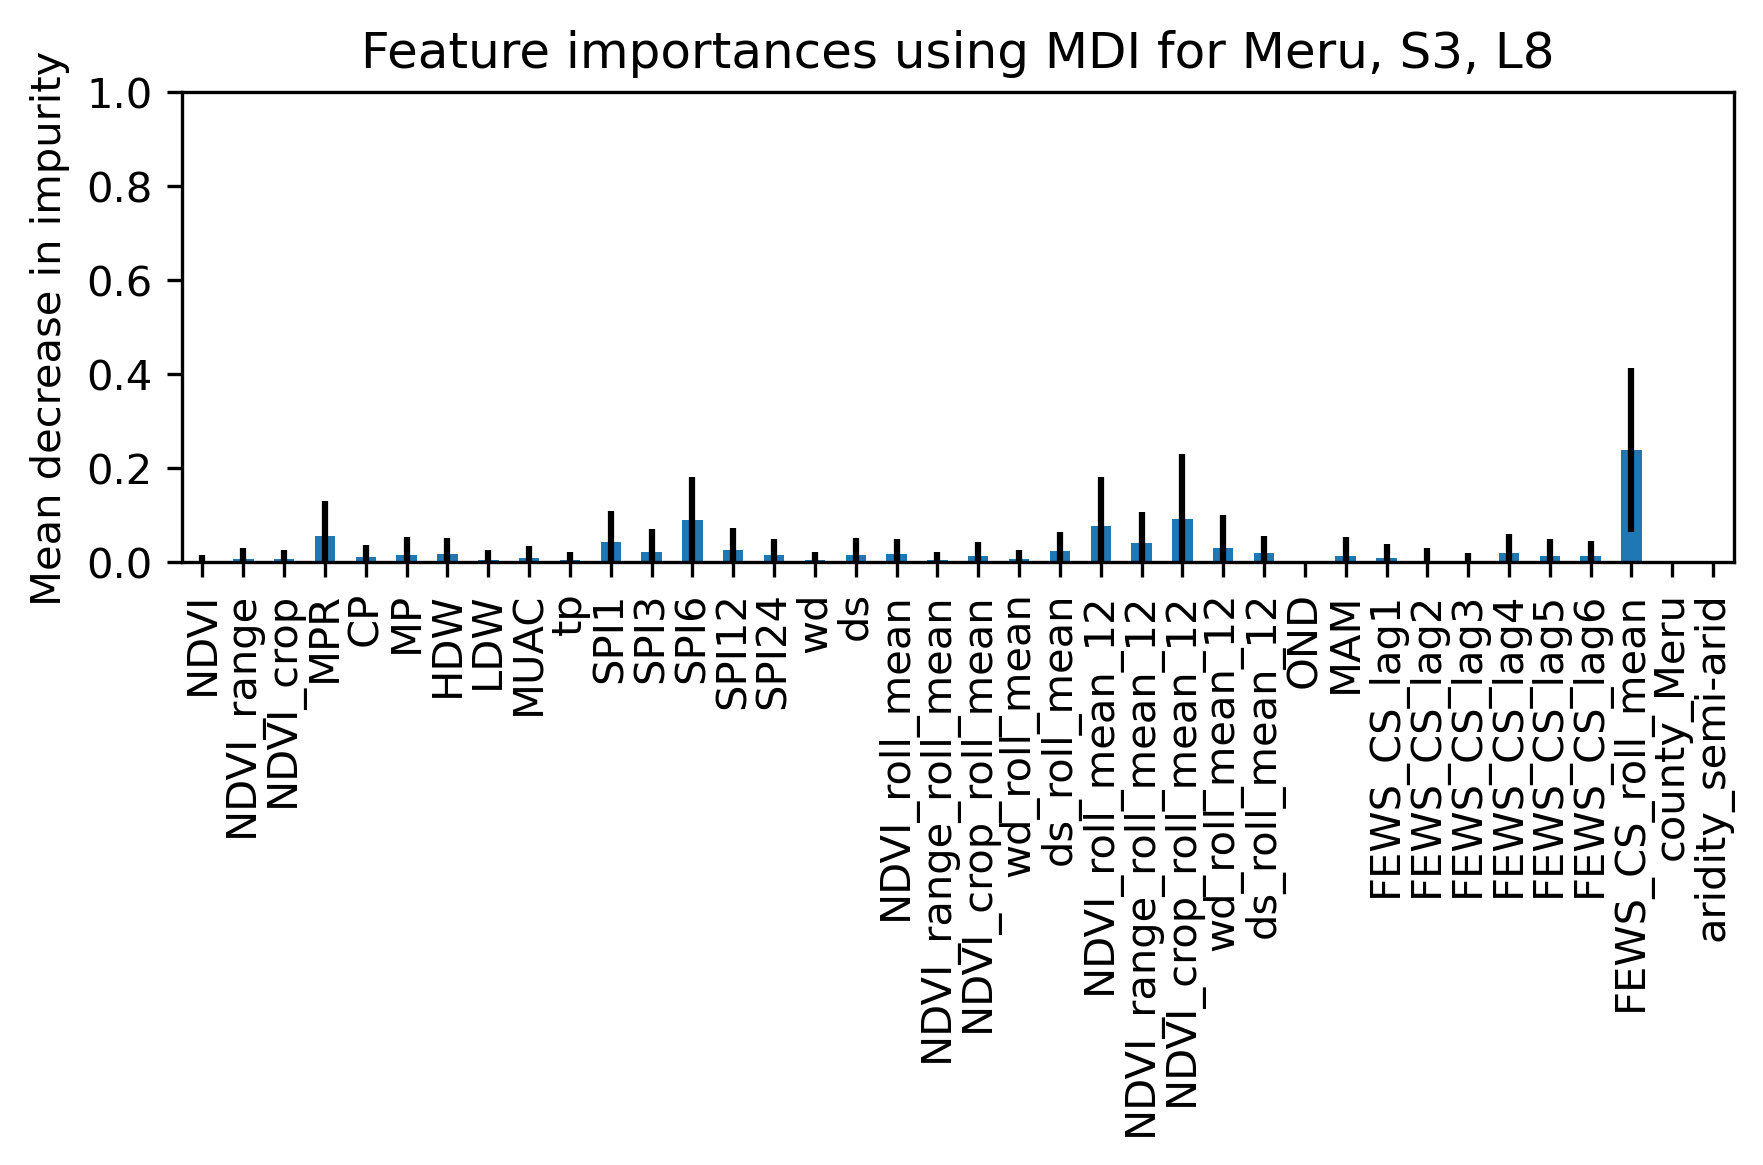 Feature importances using MDI for Meru, S3, L8
Mean decrease in impurity
1.0
0.8
0.6
0.4
0.2
0.0
NDVI
NDVI_range
NDVI_crop
MPR
CP
MP
HDW
LDW
MUAC
tp
SPI1
SPI3
SPI6
SPI12
SPI24
wd
ds
NDVI_roll_mean
NDVI_range_roll_mean
NDVI_crop_roll_mean
wd_roll_mean
ds_roll_mean
NDVI_roll_mean_12
NDVI_range_roll_mean_12
NDVI_crop_roll_mean_12
wd_roll_mean_12
ds_roll_mean_12
OND
MAM
FEWS_CS_lag1
FEWS_CS_lag2
FEWS_CS_lag3
FEWS_CS_lag4
FEWS_CS_lag5
FEWS_CS_lag6
FEWS_CS_roll_mean
county_Meru
aridity_semi-arid